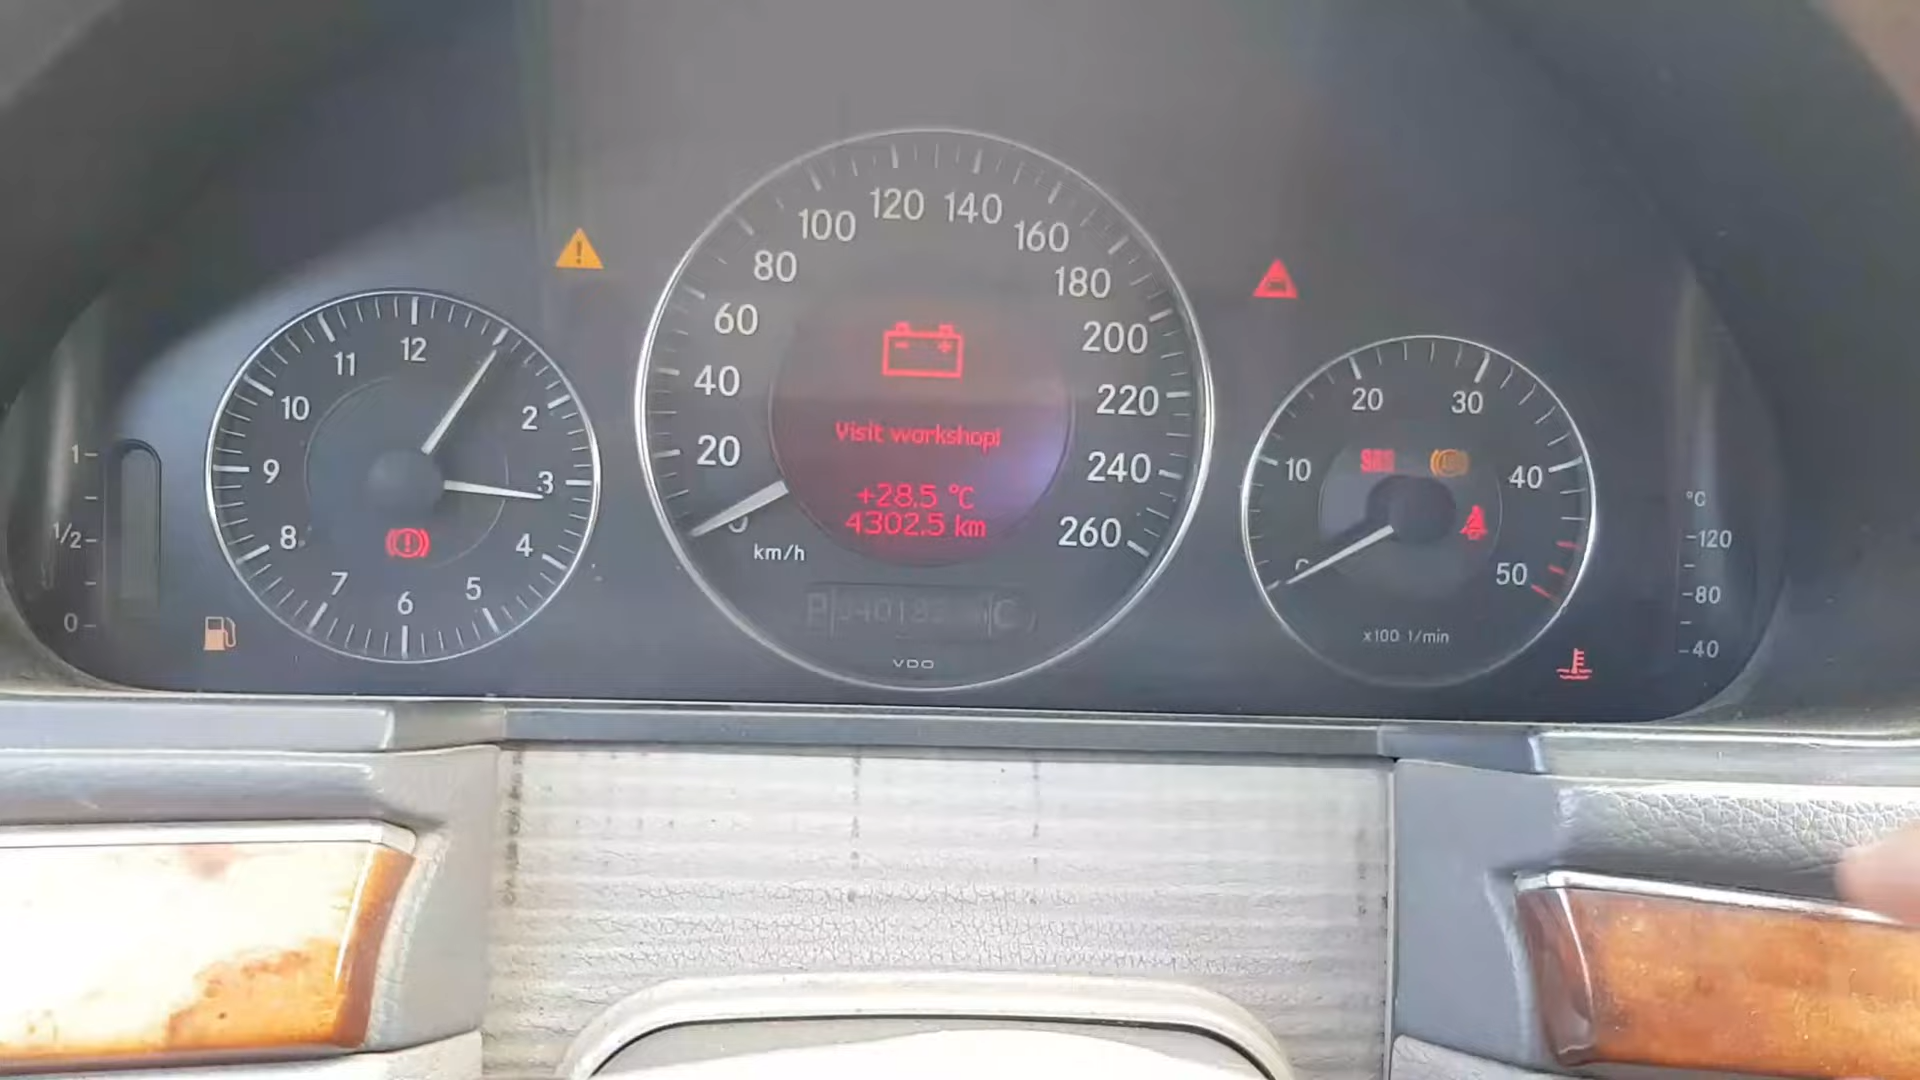 120 140
100 160
80 180
60 200
40 220
20 240
260
km/h
Visit workshop!
+28.5 °C
4302.5 km
P
C
VDO
12
11
10
9
8
7
6
5
4
3
2
1
1/2
0
10
20
30
40
50
x100 1/min
SRS
°C
120
80
40